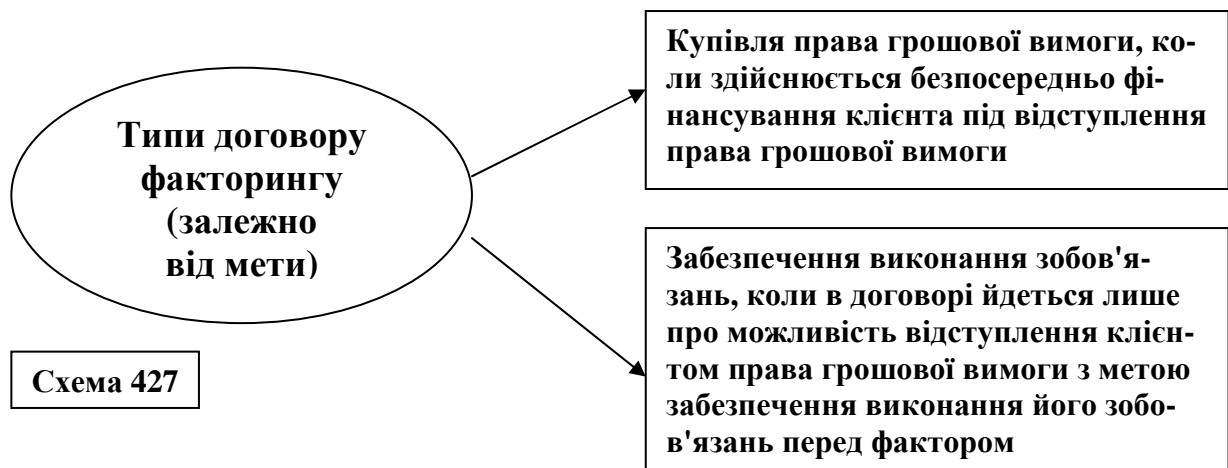 Типи договору
факторингу
(залежно
від мети)
Купівля права грошової вимоги, ко-
ли здійснюється безпосередньо фі-
нансування клієнта під відступлення
права грошової вимоги
Забезпечення виконання зобов'я-
зань, коли в договорі йдеться лише
про можливість відступлення клієн-
том права грошової вимоги з метою
забезпечення виконання його зобо-
в'язань перед фактором
Схема 427